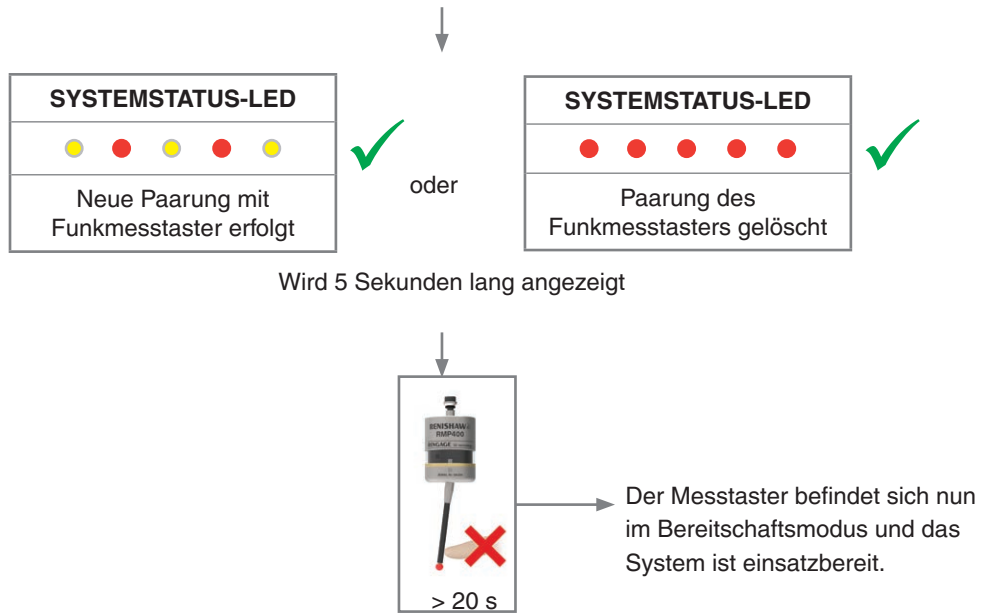 SYSTEMSTATUS-LED
Neue Paarung mit
Funkmesstaster erfolgt
oder
SYSTEMSTATUS-LED
Paarung des
Funkmesstasters gelöscht
Wird 5 Sekunden lang angezeigt
RENISHAW
RMP400
> 20 s
Der Messtaster befindet sich nun
im Bereitschaftsmodus und das
System ist einsatzbereit.